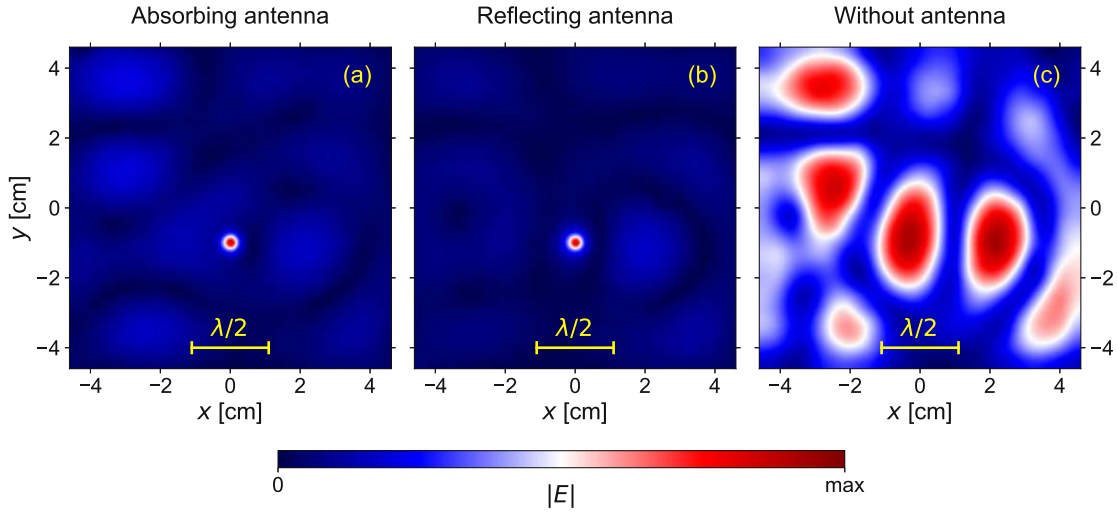 Absorbing antenna Reflecting antenna Without antenna
(a) (b) (c)
y [cm]
4 4
2 2
0 0
−2 −2
−4 −4
λ/2 λ/2 λ/2
−4 −2 0 2 4 −4 −2 0 2 4 −4 −2 0 2 4
x [cm] x [cm] x [cm]
0 max
|E|